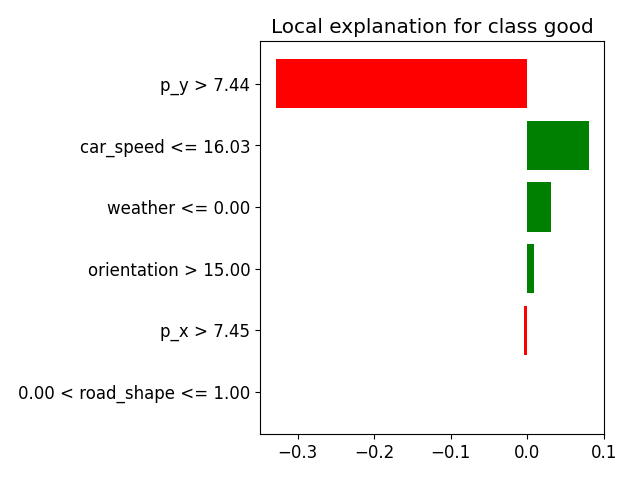 Local explanation for class good
p_y > 7.44
car_speed <= 16.03
weather <= 0.00
orientation > 15.00
p_x > 7.45
0.00 < road_shape <= 1.00
−0.3 −0.2 −0.1 0.0 0.1